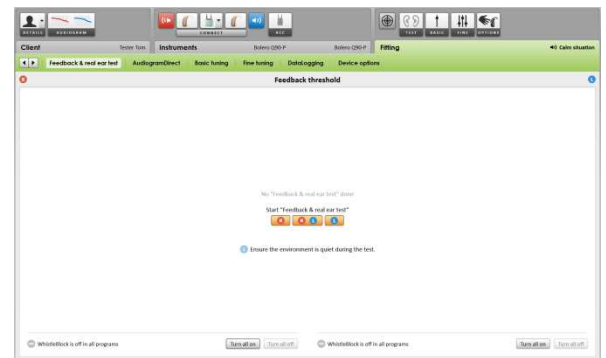 DETAILS AUDIOGRAM CONNECT ACC TEST BASIC FINE OPTIONS
Client Tester Tom Instruments Bolero Q90-P Bolero Q90-P Fitting Calm situation
Feedback & real ear test AudiogramDirect Basic tuning Fine tuning DataLogging Device options
R Feedback threshold L
No "Feedback & real ear test" done
Start "Feedback & real ear test"
R R L L
Ensure the environment is quiet during the test.
WhistleBlock is off in all programs Turn all on Turn all off WhistleBlock is off in all programs Turn all on Turn all off